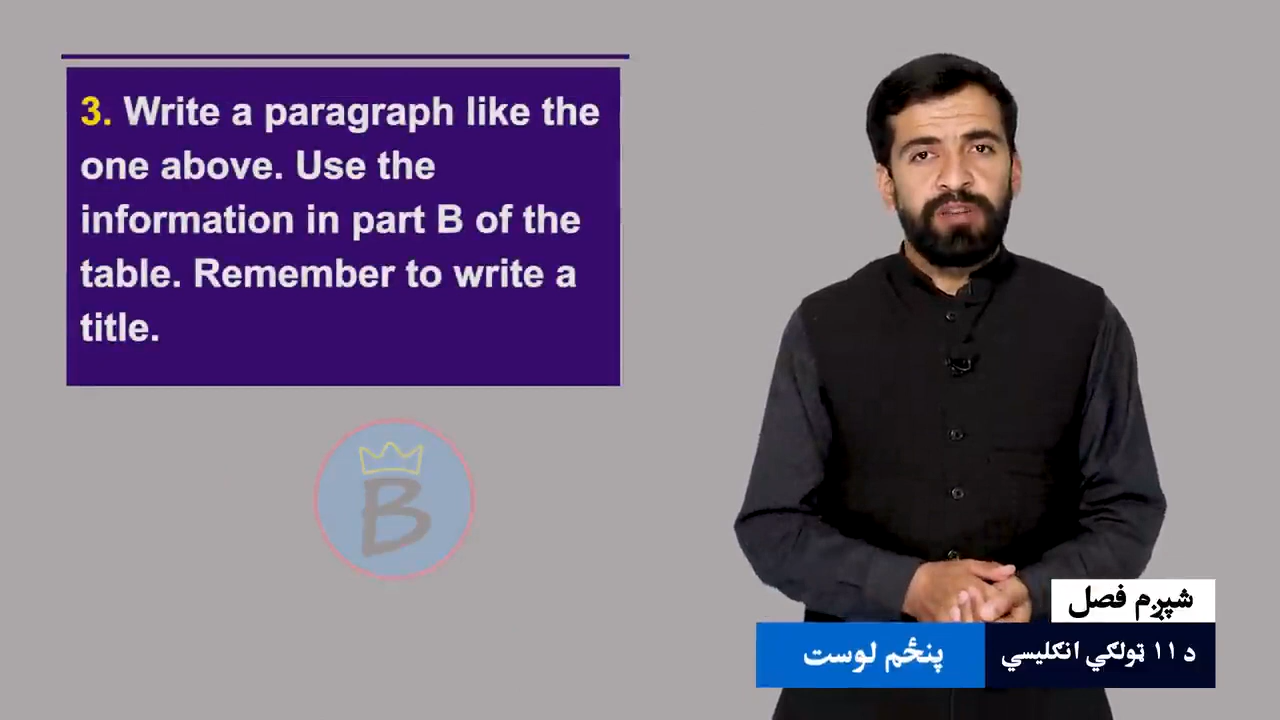 3. Write a paragraph like the
one above. Use the
information in part B of the
table. Remember to write a
title.
B
شپږم فصل
د ۱۱ ټولګي انګلیسي
پنځم لوست